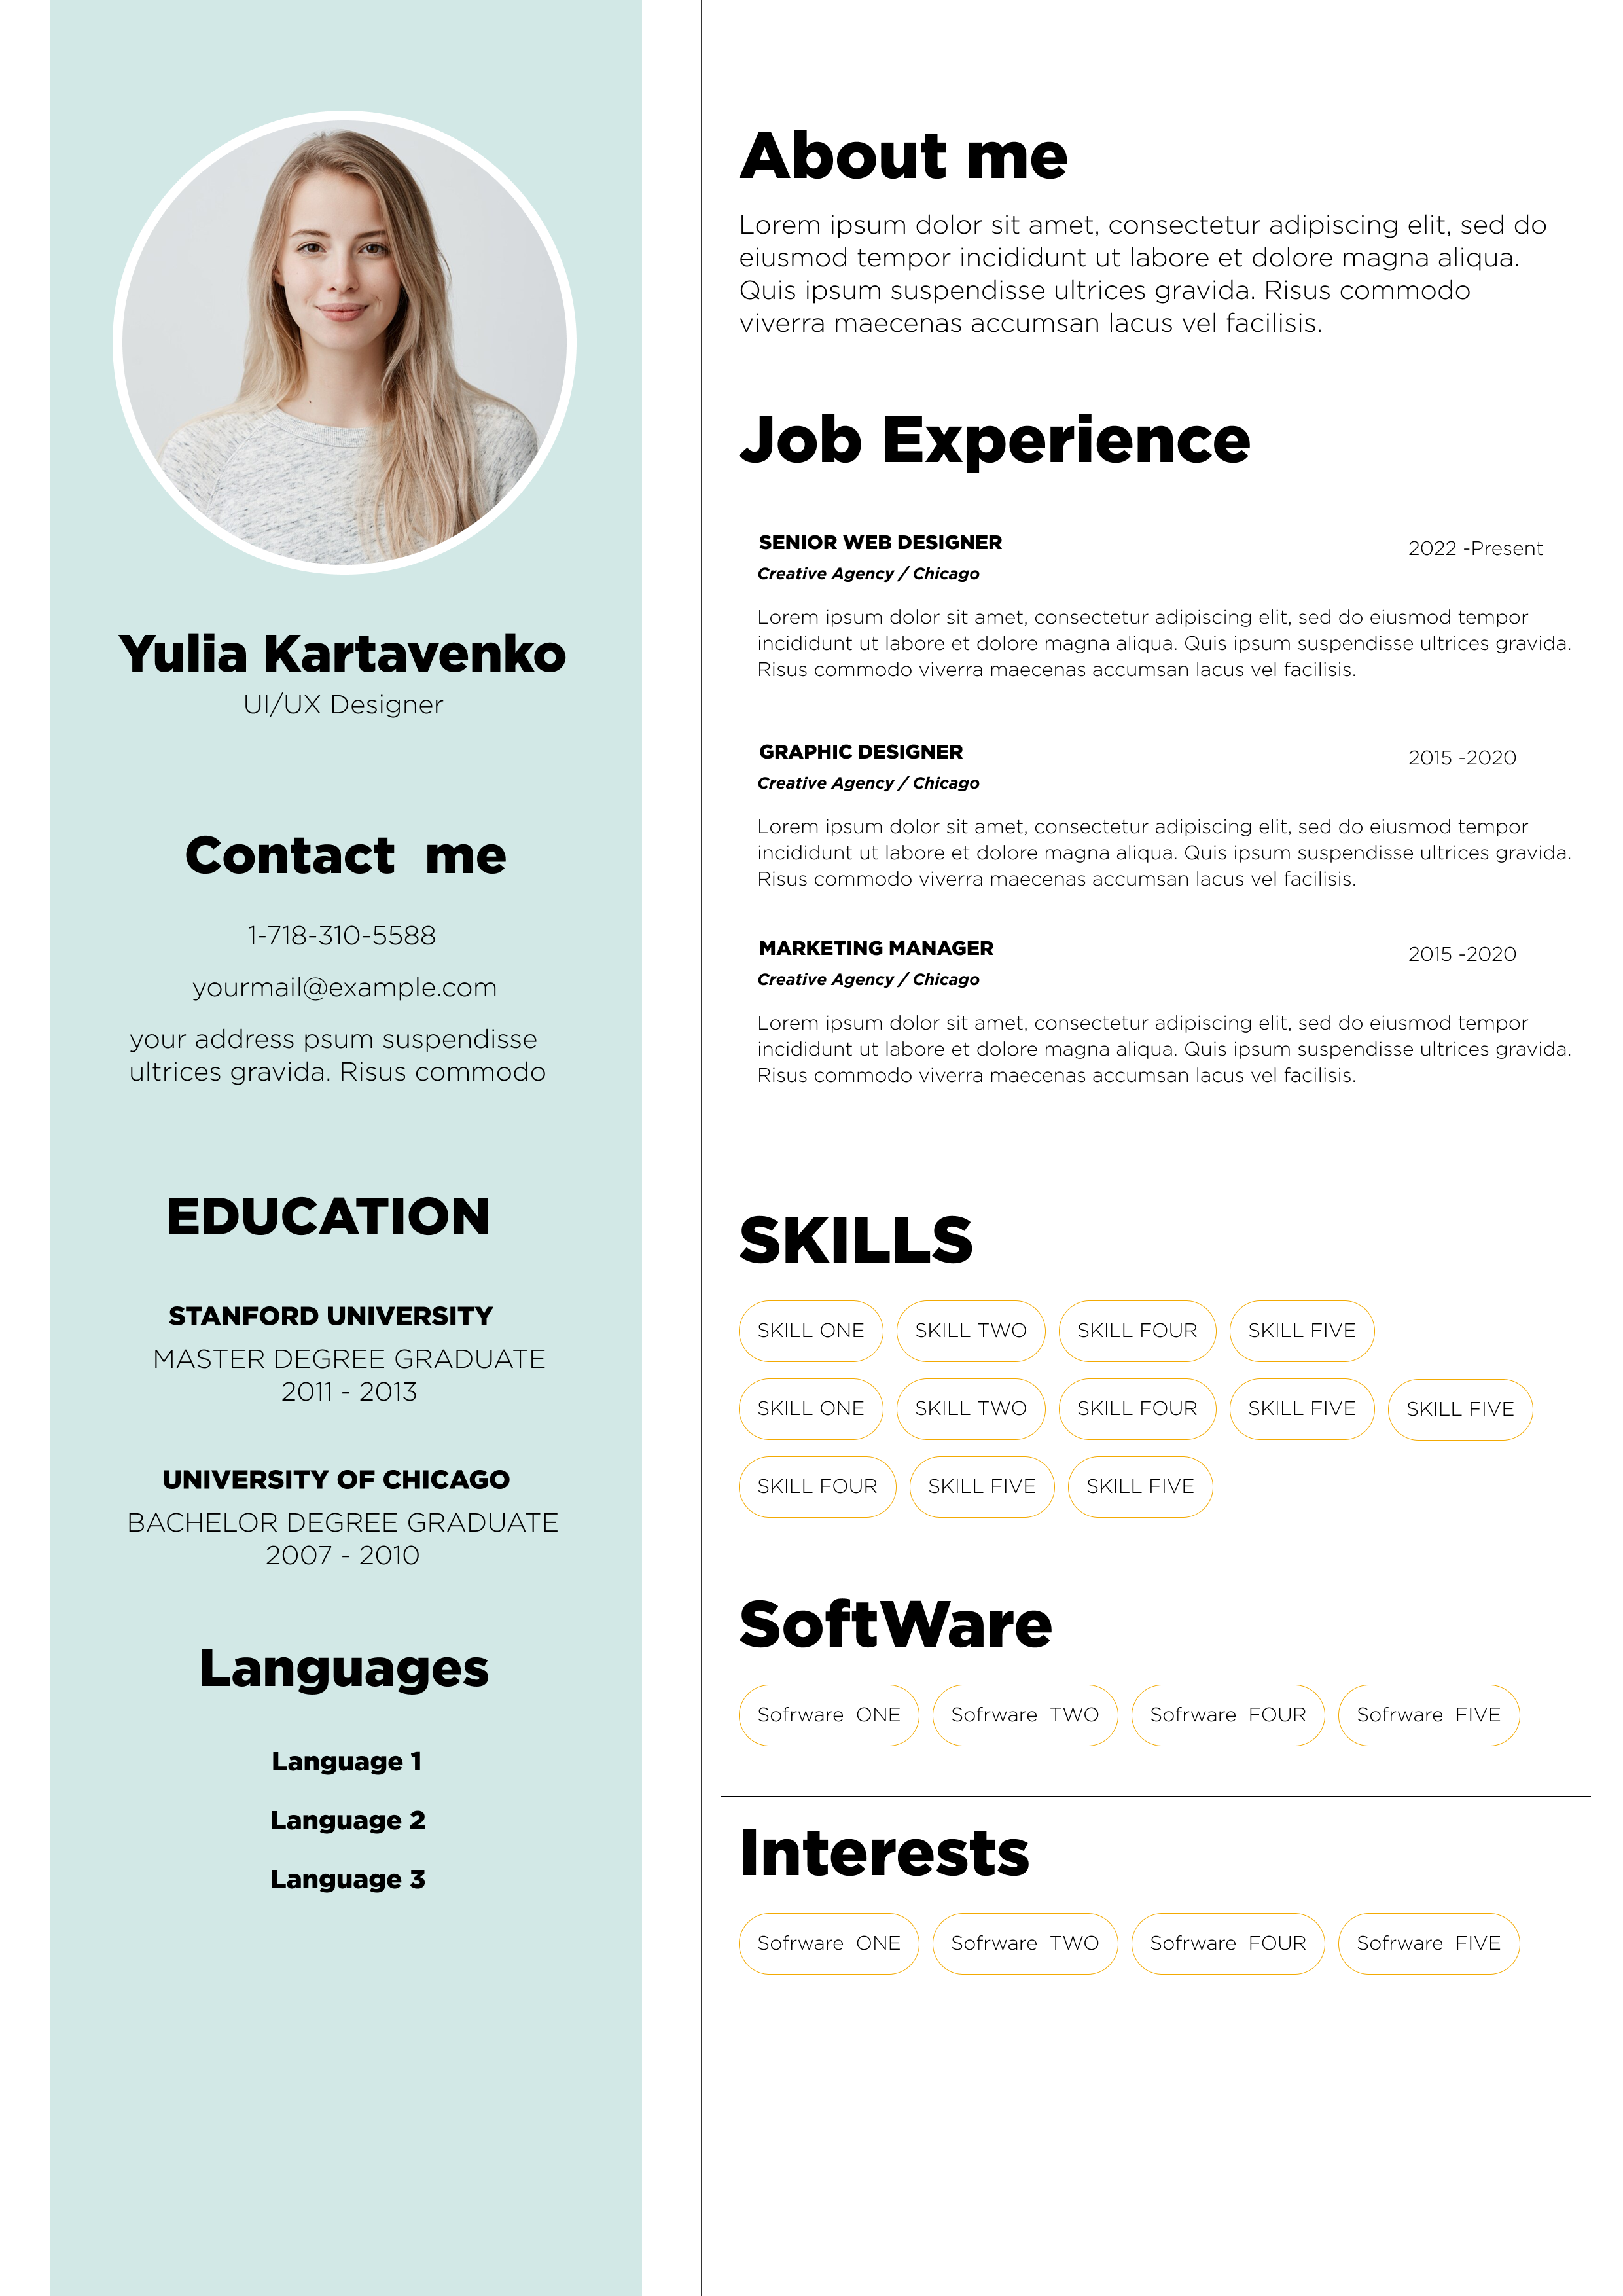 Yulia Kartavenko
UI/UX Designer
Contact me
1-718-310-5588
yourmail@example.com
your address psum suspendisse
ultrices gravida. Risus commodo
EDUCATION
STANFORD UNIVERSITY
MASTER DEGREE GRADUATE
2011 - 2013
UNIVERSITY OF CHICAGO
BACHELOR DEGREE GRADUATE
2007 - 2010
Languages
Language 1
Language 2
Language 3
About me
Lorem ipsum dolor sit amet, consectetur adipiscing elit, sed do
eiusmod tempor incididunt ut labore et dolore magna aliqua.
Quis ipsum suspendisse ultrices gravida. Risus commodo
viverra maecenas accumsan lacus vel facilisis.
Job Experience
SENIOR WEB DESIGNER
2022 -Present
Creative Agency / Chicago
Lorem ipsum dolor sit amet, consectetur adipiscing elit, sed do eiusmod tempor
incididunt ut labore et dolore magna aliqua. Quis ipsum suspendisse ultrices gravida.
Risus commodo viverra maecenas accumsan lacus vel facilisis.
GRAPHIC DESIGNER
2015 -2020
Creative Agency / Chicago
Lorem ipsum dolor sit amet, consectetur adipiscing elit, sed do eiusmod tempor
incididunt ut labore et dolore magna aliqua. Quis ipsum suspendisse ultrices gravida.
Risus commodo viverra maecenas accumsan lacus vel facilisis.
MARKETING MANAGER
2015 -2020
Creative Agency / Chicago
Lorem ipsum dolor sit amet, consectetur adipiscing elit, sed do eiusmod tempor
incididunt ut labore et dolore magna aliqua. Quis ipsum suspendisse ultrices gravida.
Risus commodo viverra maecenas accumsan lacus vel facilisis.
SKILLS
SKILL ONE SKILL TWO SKILL FOUR SKILL FIVE
SKILL ONE SKILL TWO SKILL FOUR SKILL FIVE SKILL FIVE
SKILL FOUR SKILL FIVE SKILL FIVE
SoftWare
Sofrware ONE Sofrware TWO Sofrware FOUR Sofrware FIVE
Interests
Sofrware ONE Sofrware TWO Sofrware FOUR Sofrware FIVE